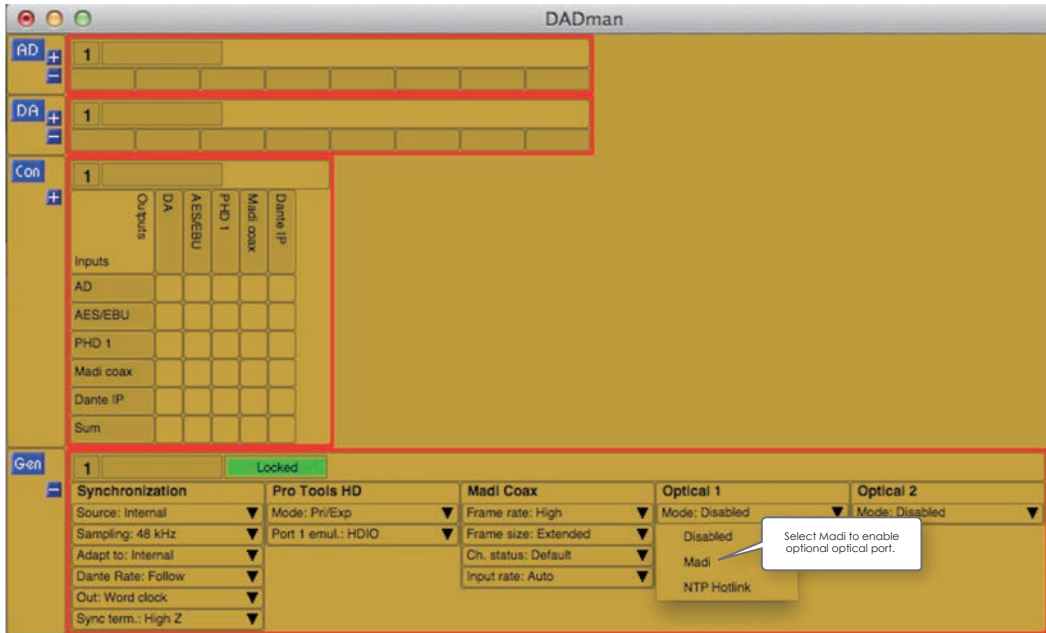 DADman
AD + 1
-
DA + 1
-
Con 1
+
Outputs DA AES/EBU PHD 1 Madi coax Dante IP
Inputs
AD
AES/EBU
PHD 1
Madi coax
Dante IP
Sum
Gen 1 Locked
-
Synchronization Pro Tools HD Madi Coax Optical 1 Optical 2
Source: Internal Mode: Pri/Exp Frame rate: High Mode: Disabled Mode: Disabled
Sampling: 48 kHz Port 1 emul.: HDIO Frame size: Extended Disabled
Adapt to: Internal Ch. status: Default Madi
Dante Rate: Follow Input rate: Auto NTP Hotlink
Out: Word clock
Sync term.: High Z
Select Madi to enable
optional optical port.